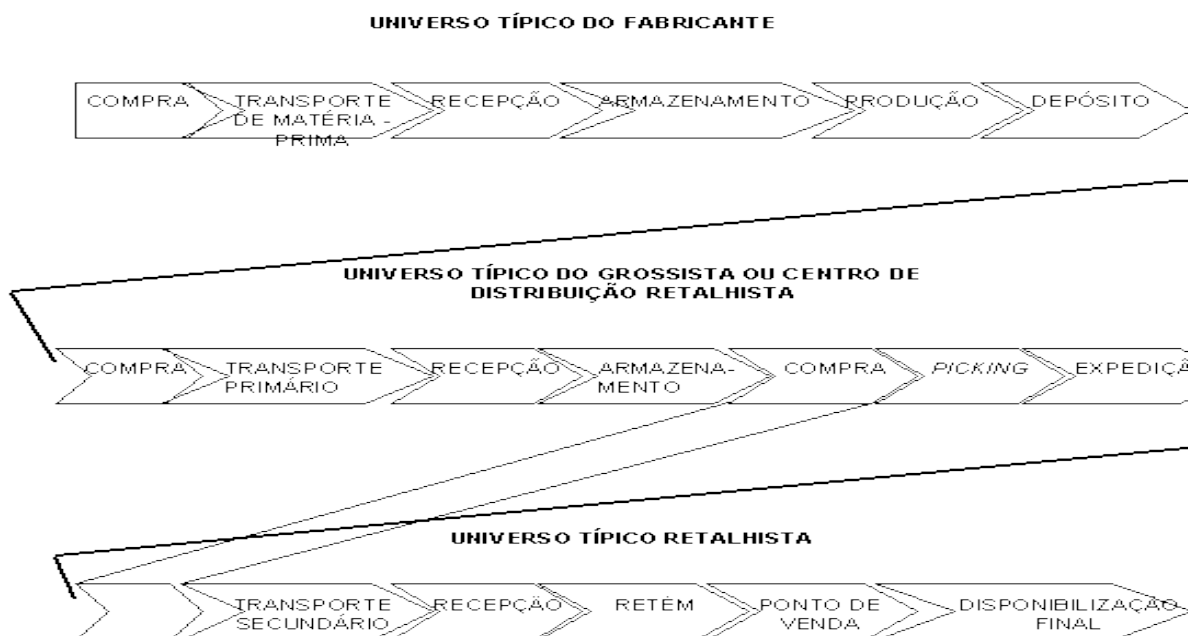 UNIVERSO TÍPICO DO FABRICANTE
COMPRA
TRANSPORTE
DE MATÉRIA -
PRIMA
RECEPÇÃO
ARMAZENAMENTO
PRODUÇÃO
DEPÓSITO
UNIVERSO TÍPICO DO GROSSISTA OU CENTRO DE
DISTRIBUIÇÃO RETALHISTA
COMPRA
TRANSPORTE
PRIMÁRIO
RECEPÇÃO
ARMAZENA-
MENTO
COMPRA
PICKING
EXPEDIÇÃ
UNIVERSO TÍPICO RETALHISTA
TRANSPORTE
SECUNDÁRIO
RECEPÇÃO
RETÉM
PONTO DE
VENDA
DISPONIBILIZAÇÃO
FINAL